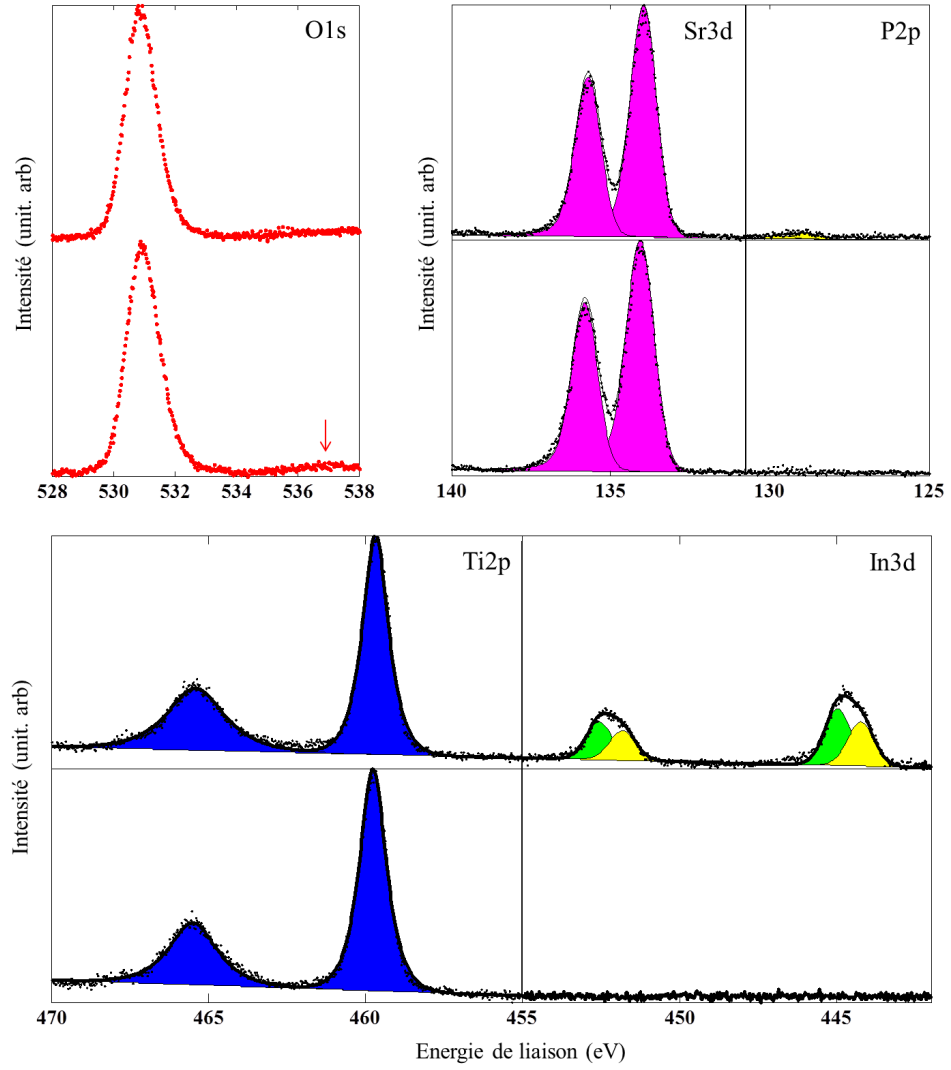 O1s
Intensité (unit. arb)
528 530 532 534 536 538
Sr3d P2p
Intensité (unit. arb)
140 135 130 125
Ti2p In3d
Intensité (unit. arb)
470 465 460 455 450 445
Energie de liaison (eV)